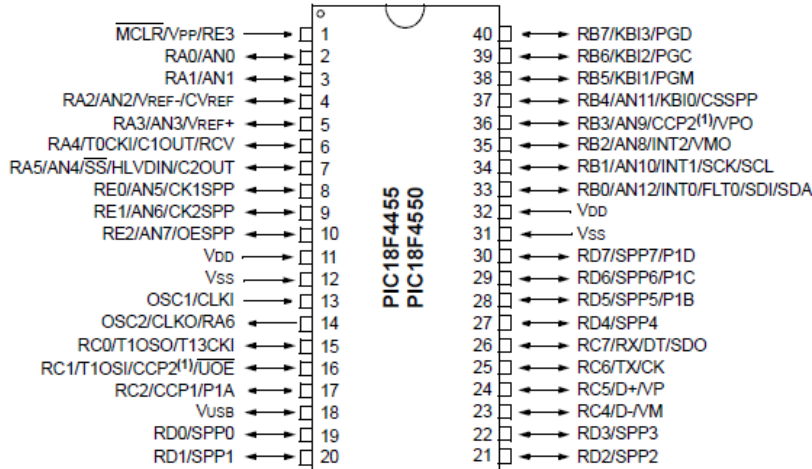 MCLR/VPP/RE3 1 40 RB7/KBI3/PGD
RA0/AN0 2 39 RB6/KBI2/PGC
RA1/AN1 3 38 RB5/KBI1/PGM
RA2/AN2/VREF-/CVREF 4 37 RB4/AN11/KBI0/CSSPP
RA3/AN3/VREF+ 5 36 RB3/AN9/CCP2(1)/VPO
RA4/T0CKI/C1OUT/RCV 6 35 RB2/AN8/INT2/VMO
RA5/AN4/SS/HLVDIN/C2OUT 7 34 RB1/AN10/INT1/SCK/SCL
RE0/AN5/CK1SPP 8 33 RB0/AN12/INT0/FLT0/SDI/SDA
RE1/AN6/CK2SPP 9 32 VDD
RE2/AN7/OESPP 10 31 VSS
VDD 11 30 RD7/SPP7/P1D
VSS 12 29 RD6/SPP6/P1C
OSC1/CLKI 13 28 RD5/SPP5/P1B
OSC2/CLKO/RA6 14 27 RD4/SPP4
RC0/T1OSO/T13CKI 15 26 RC7/RX/DT/SDO
RC1/T1OSI/CCP2(1)/UOE 16 25 RC6/TX/CK
RC2/CCP1/P1A 17 24 RC5/D+/VP
VUSB 18 23 RC4/D-/VM
RD0/SPP0 19 22 RD3/SPP3
RD1/SPP1 20 21 RD2/SPP2
PIC18F4455
PIC18F4550